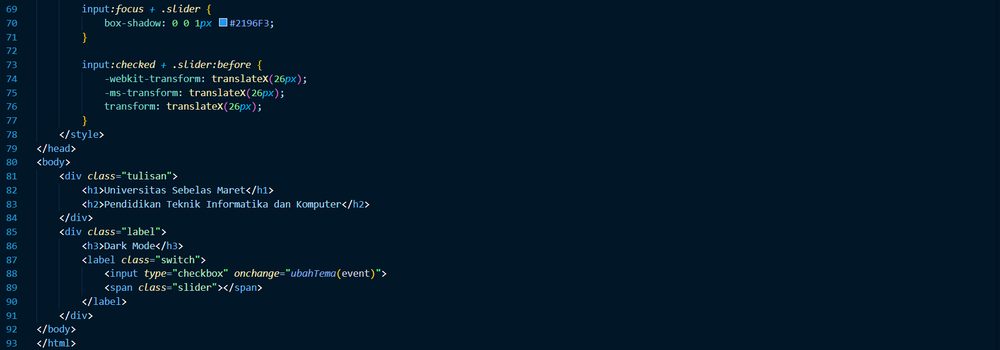 69 input:focus + .slider {
70 box-shadow: 0 0 1px #2196F3;
71 }
72
73 input:checked + .slider:before {
74 -webkit-transform: translateX(26px);
75 -ms-transform: translateX(26px);
76 transform: translateX(26px);
77 }
78 </style>
79 </head>
80 <body>
81 <div class="tulisan">
82 <h1>Universitas Sebelas Maret</h1>
83 <h2>Pendidikan Teknik Informatika dan Komputer</h2>
84 </div>
85 <div class="label">
86 <h3>Dark Mode</h3>
87 <label class="switch">
88 <input type="checkbox" onchange="ubahTema(event)">
89 <span class="slider"></span>
90 </label>
91 </div>
92 </body>
93 </html>